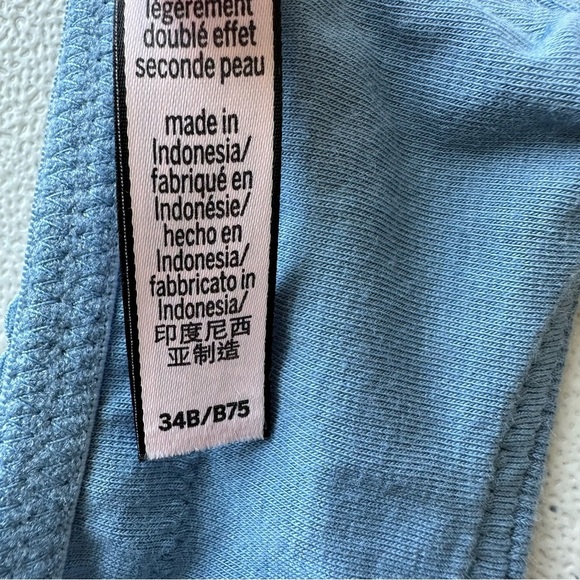 légèrement
doublé effet
seconde peau
made in
Indonesia/
fabriqué en
Indonésie/
hecho en
Indonesia/
fabbricato in
Indonesia/
印度尼西
亚制造
34B/B75